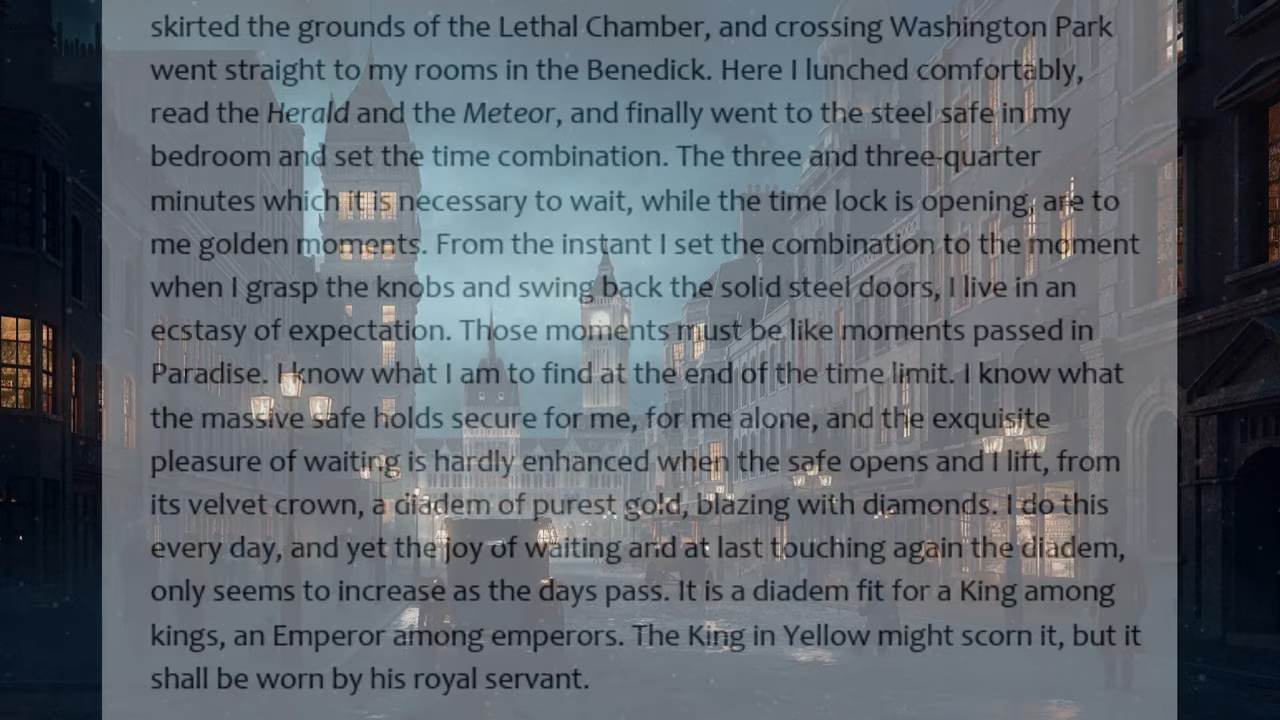 skirted the grounds of the Lethal Chamber, and crossing Washington Park
went straight to my rooms in the Benedick. Here I lunched comfortably,
read the Herald and the Meteor, and finally went to the steel safe in my
bedroom and set the time combination. The three and three-quarter
minutes which it is necessary to wait, while the time lock is opening, are to
me golden moments. From the instant I set the combination to the moment
when I grasp the knobs and swing back the solid steel doors, I live in an
ecstasy of expectation. Those moments must be like moments passed in
Paradise. I know what I am to find at the end of the time limit. I know what
the massive safe holds secure for me, for me alone, and the exquisite
pleasure of waiting is hardly enhanced when the safe opens and I lift, from
its velvet crown, a diadem of purest gold, blazing with diamonds. I do this
every day, and yet the joy of waiting and at last touching again the diadem,
only seems to increase as the days pass. It is a diadem fit for a King among
kings, an Emperor among emperors. The King in Yellow might scorn it, but it
shall be worn by his royal servant.